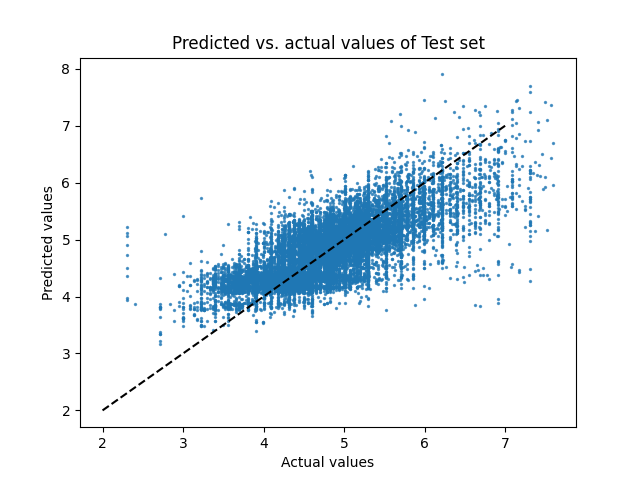 Predicted vs. actual values of Test set
8
7
6
5
4
3
2
Predicted values
2 3 4 5 6 7
Actual values